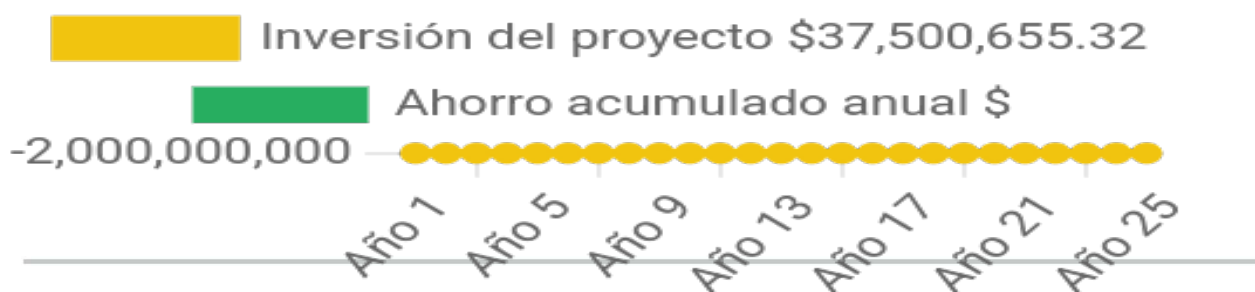 Inversión del proyecto $37,500,655.32
Ahorro acumulado anual $
-2,000,000,000
Año 1 Año 5 Año 9 Año 13 Año 17 Año 21 Año 25